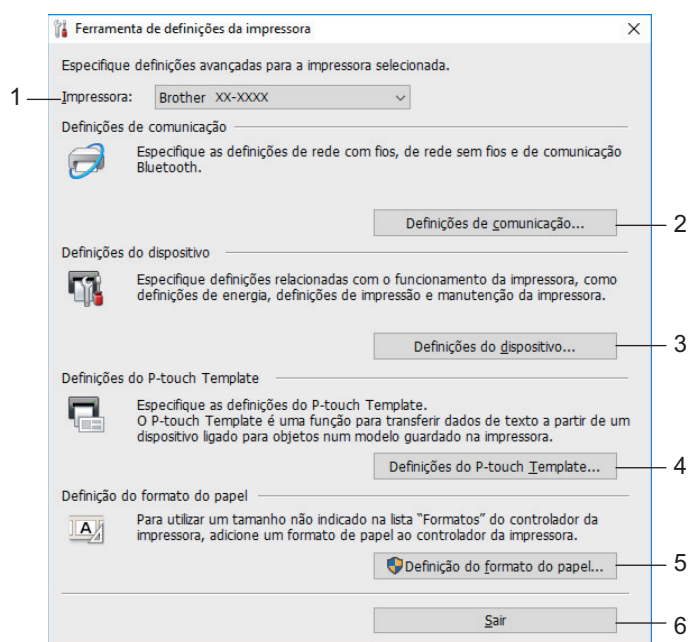 Ferramenta de definições da impressora
Especifique definições avançadas para a impressora selecionada.
1 Impressora: Brother XX-XXXX
Definições de comunicação
Especifique as definições de rede com fios, de rede sem fios e de comunicação
Bluetooth.
Definições de comunicação... 2
Definições do dispositivo
Especifique definições relacionadas com o funcionamento da impressora, como
definições de energia, definições de impressão e manutenção da impressora.
Definições do dispositivo... 3
Definições do P-touch Template
Especifique as definições do P-touch Template.
O P-touch Template é uma função para transferir dados de texto a partir de um
dispositivo ligado para objetos num modelo guardado na impressora.
Definições do P-touch Template... 4
Definição do formato do papel
A
Para utilizar um tamanho não indicado na lista "Formatos" do controlador da
impressora, adicione um formato de papel ao controlador da impressora.
Definição do formato do papel... 5
Sair 6